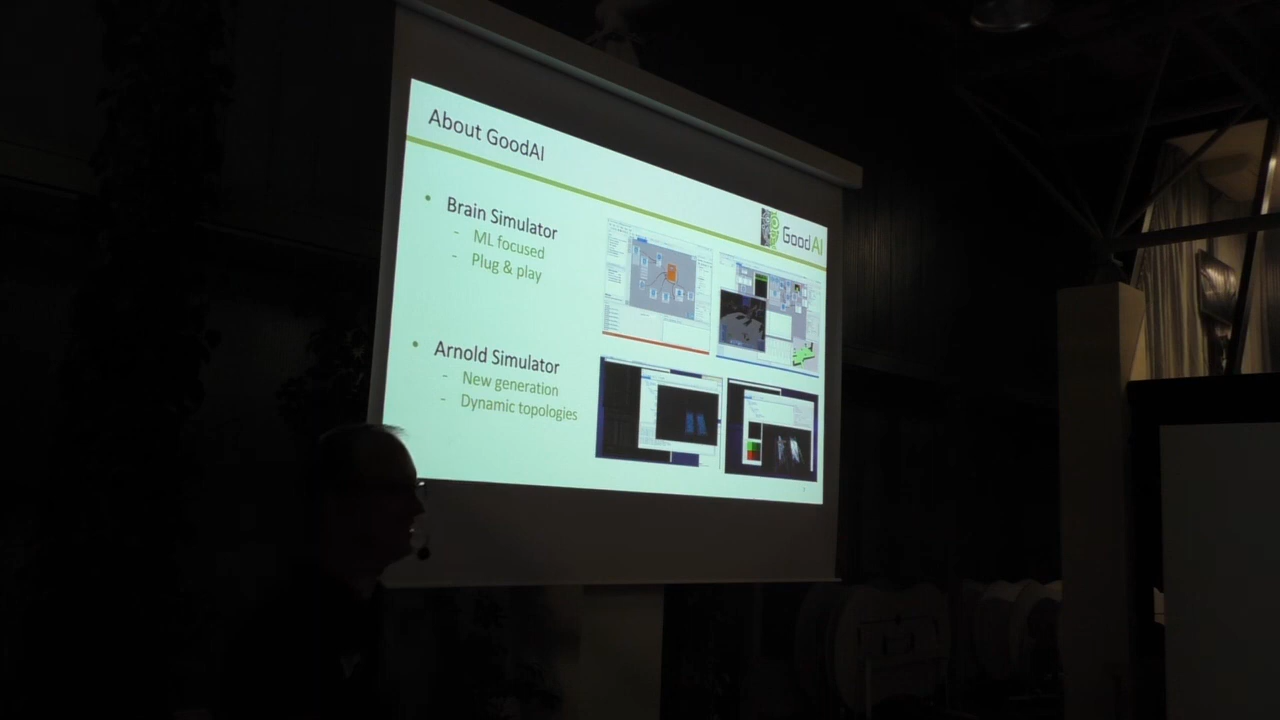 About GoodAI
GoodAI
• Brain Simulator
- ML focused
- Plug & play
• Arnold Simulator
- New generation
- Dynamic topologies